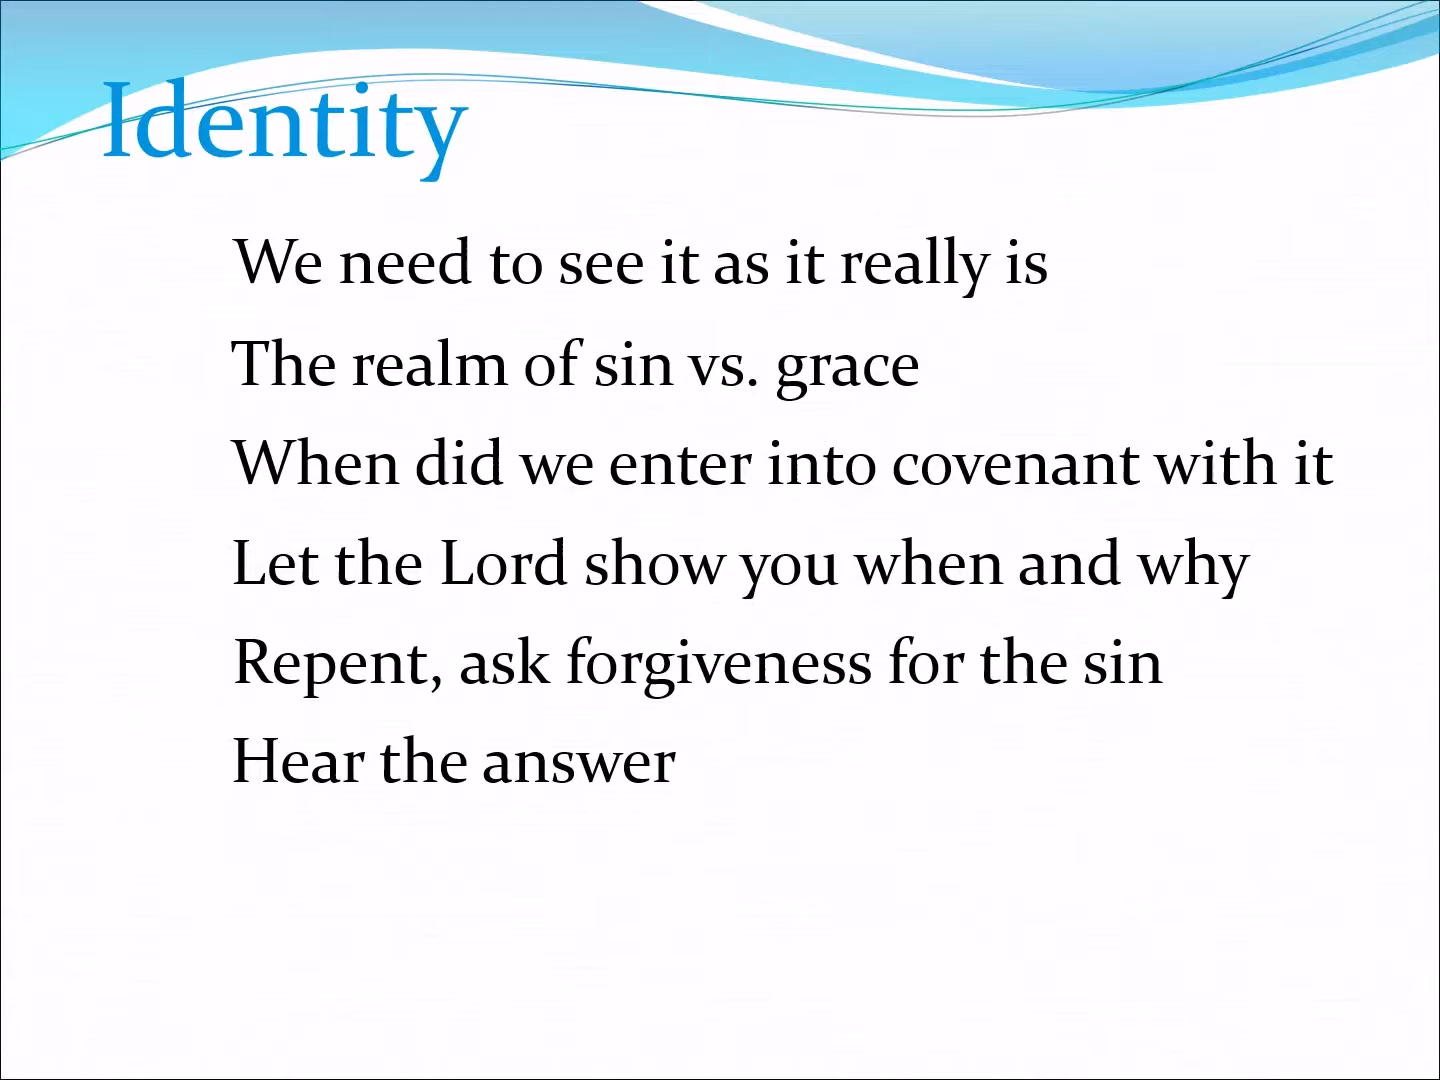 Identity
We need to see it as it really is
The realm of sin vs. grace
When did we enter into covenant with it
Let the Lord show you when and why
Repent, ask forgiveness for the sin
Hear the answer